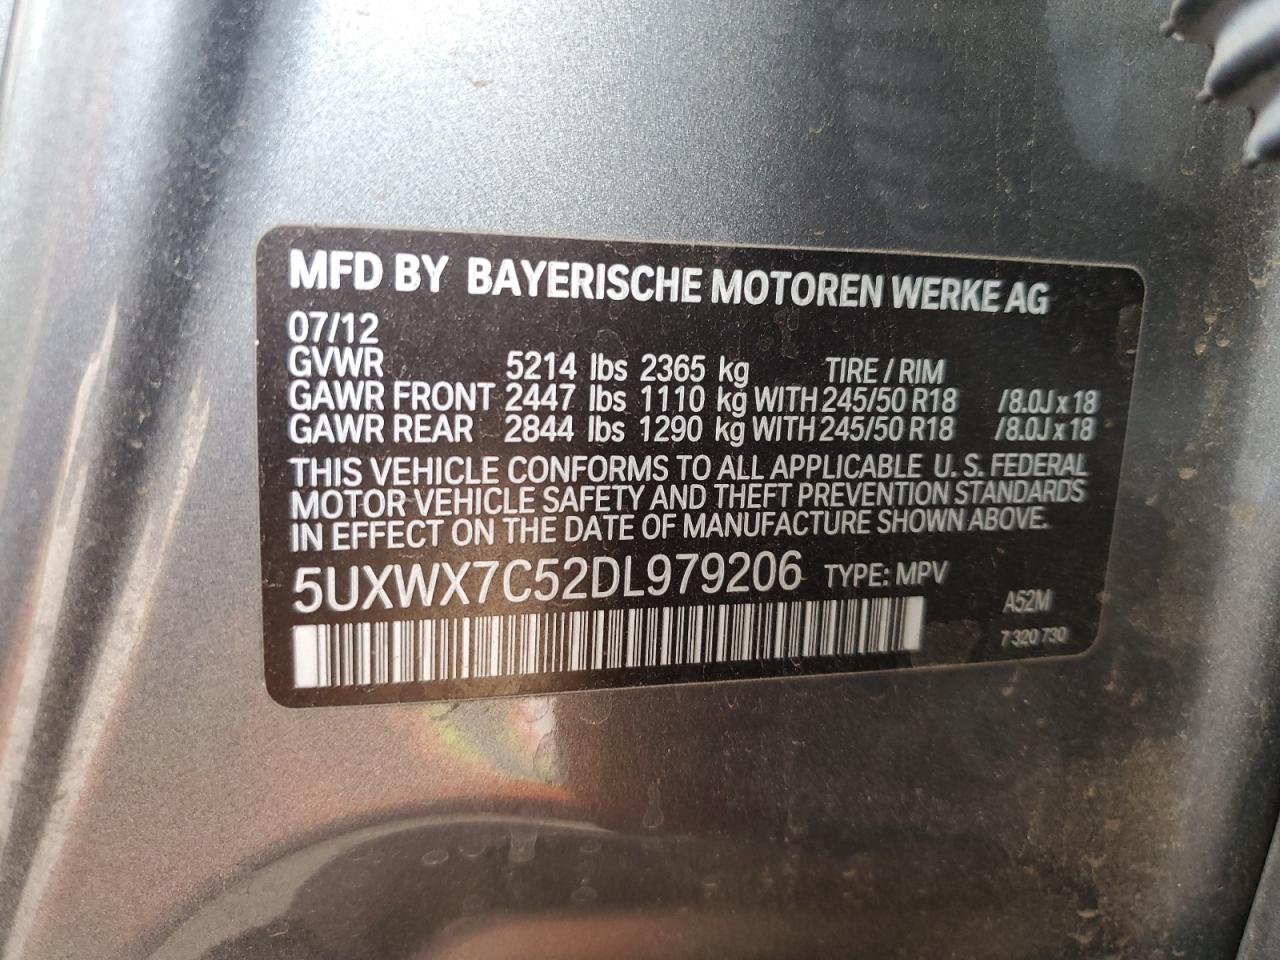 MFD BY BAYERISCHE MOTOREN WERKE AG
07/12
GVWR 5214 lbs 2365 kg TIRE / RIM
GAWR FRONT 2447 lbs 1110 kg WITH 245/50 R18 /8.0J x 18
GAWR REAR 2844 lbs 1290 kg WITH 245/50 R18 /8.0J x 18
THIS VEHICLE CONFORMS TO ALL APPLICABLE U.S. FEDERAL
MOTOR VEHICLE SAFETY AND THEFT PREVENTION STANDARDS
IN EFFECT ON THE DATE OF MANUFACTURE SHOWN ABOVE.
5UXWX7C52DL979206 TYPE: MPV
A52M
7 320 730